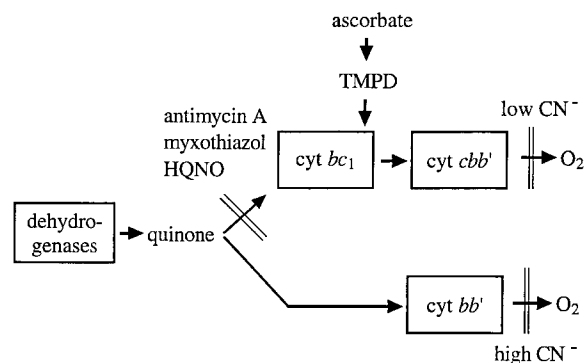 ascorbate
TMPD
antimycin A
myxothiazol
HQNO
low CN⁻
cyt bc₁
cyt cbb'
O₂
dehydro-
genases
quinone
cyt bb'
O₂
high CN⁻